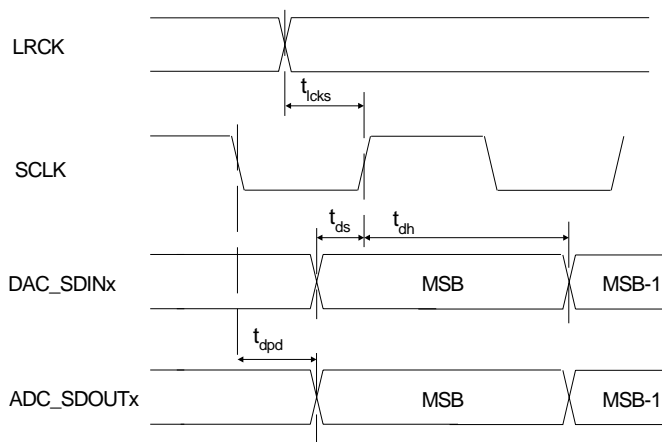 LRCK
t_lcks
SCLK
t_ds t_dh
DAC_SDINx MSB MSB-1
t_dpd
ADC_SDOUTx MSB MSB-1